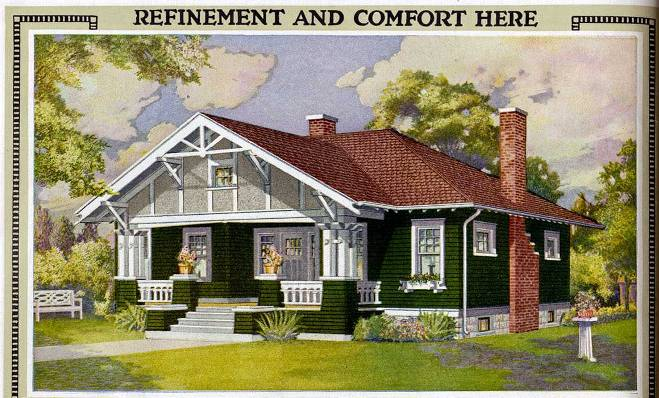 REFINEMENT AND COMFORT HERE